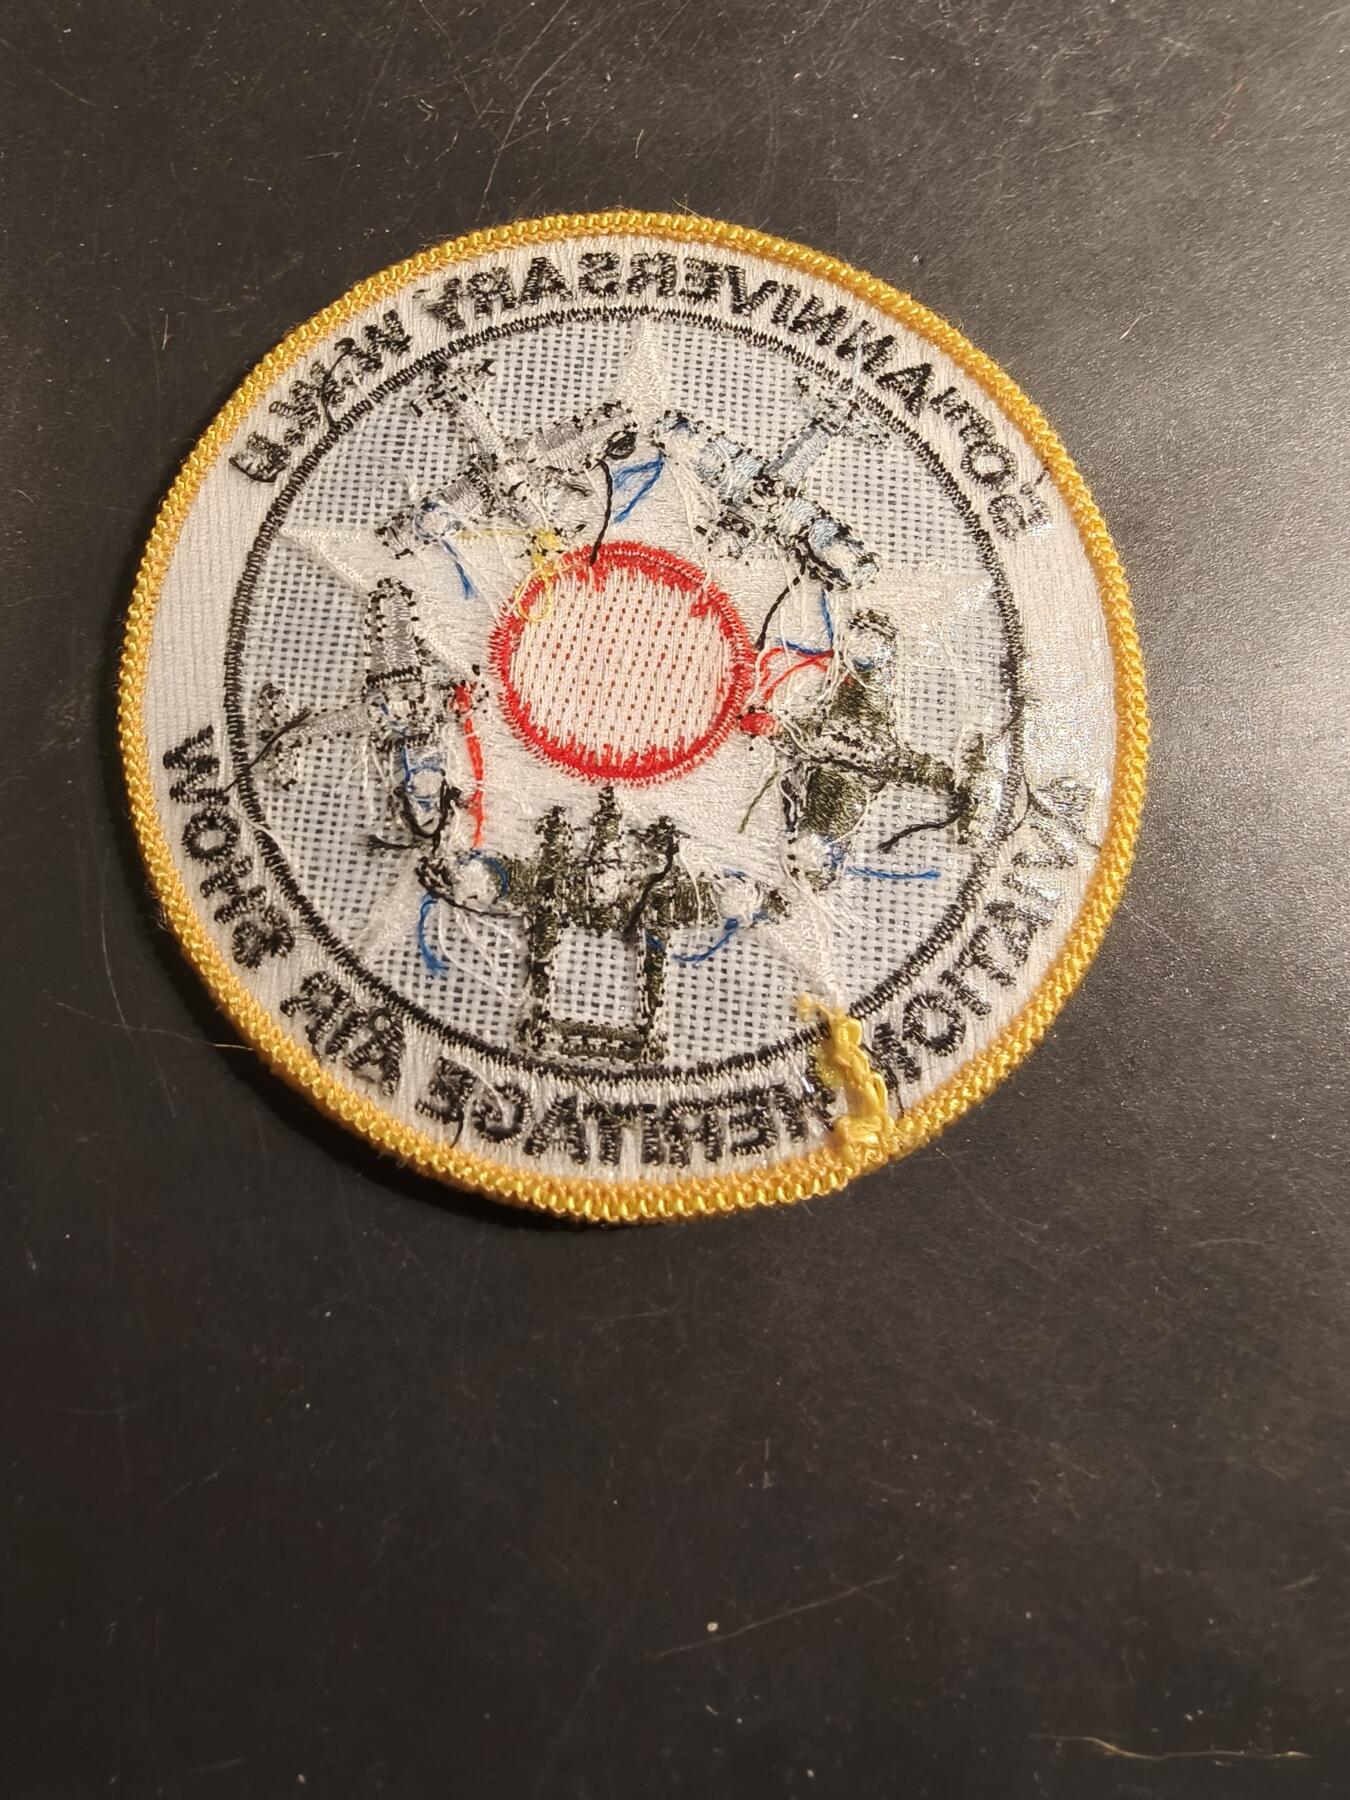 50TH ANNIVERSARY W.W.II
AVIATION HERITAGE AIR SHOW